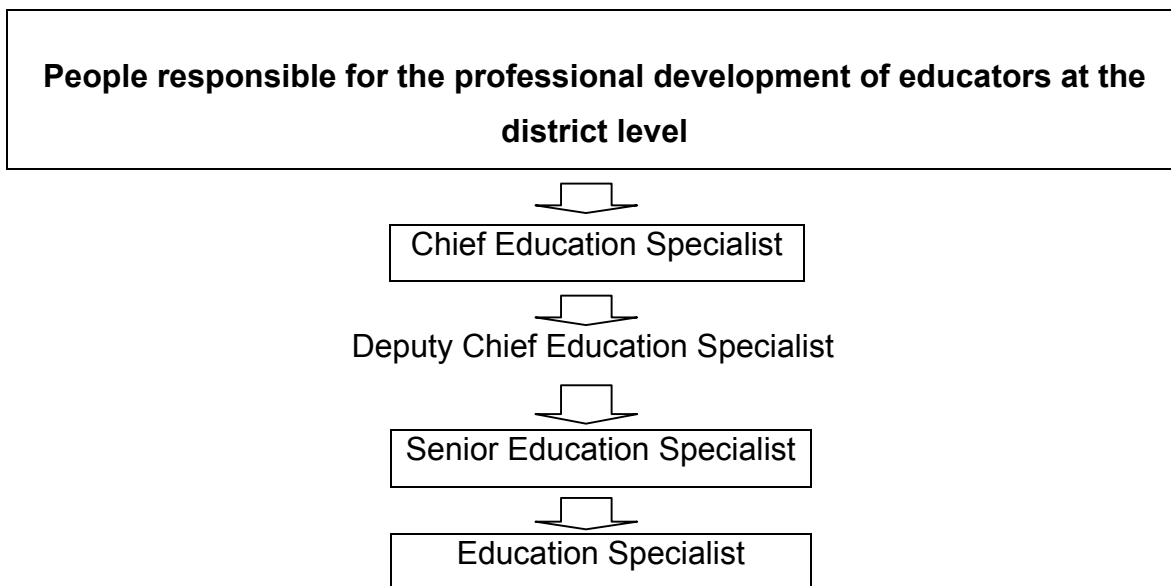 People responsible for the professional development of educators at the
district level
Chief Education Specialist
Deputy Chief Education Specialist
Senior Education Specialist
Education Specialist